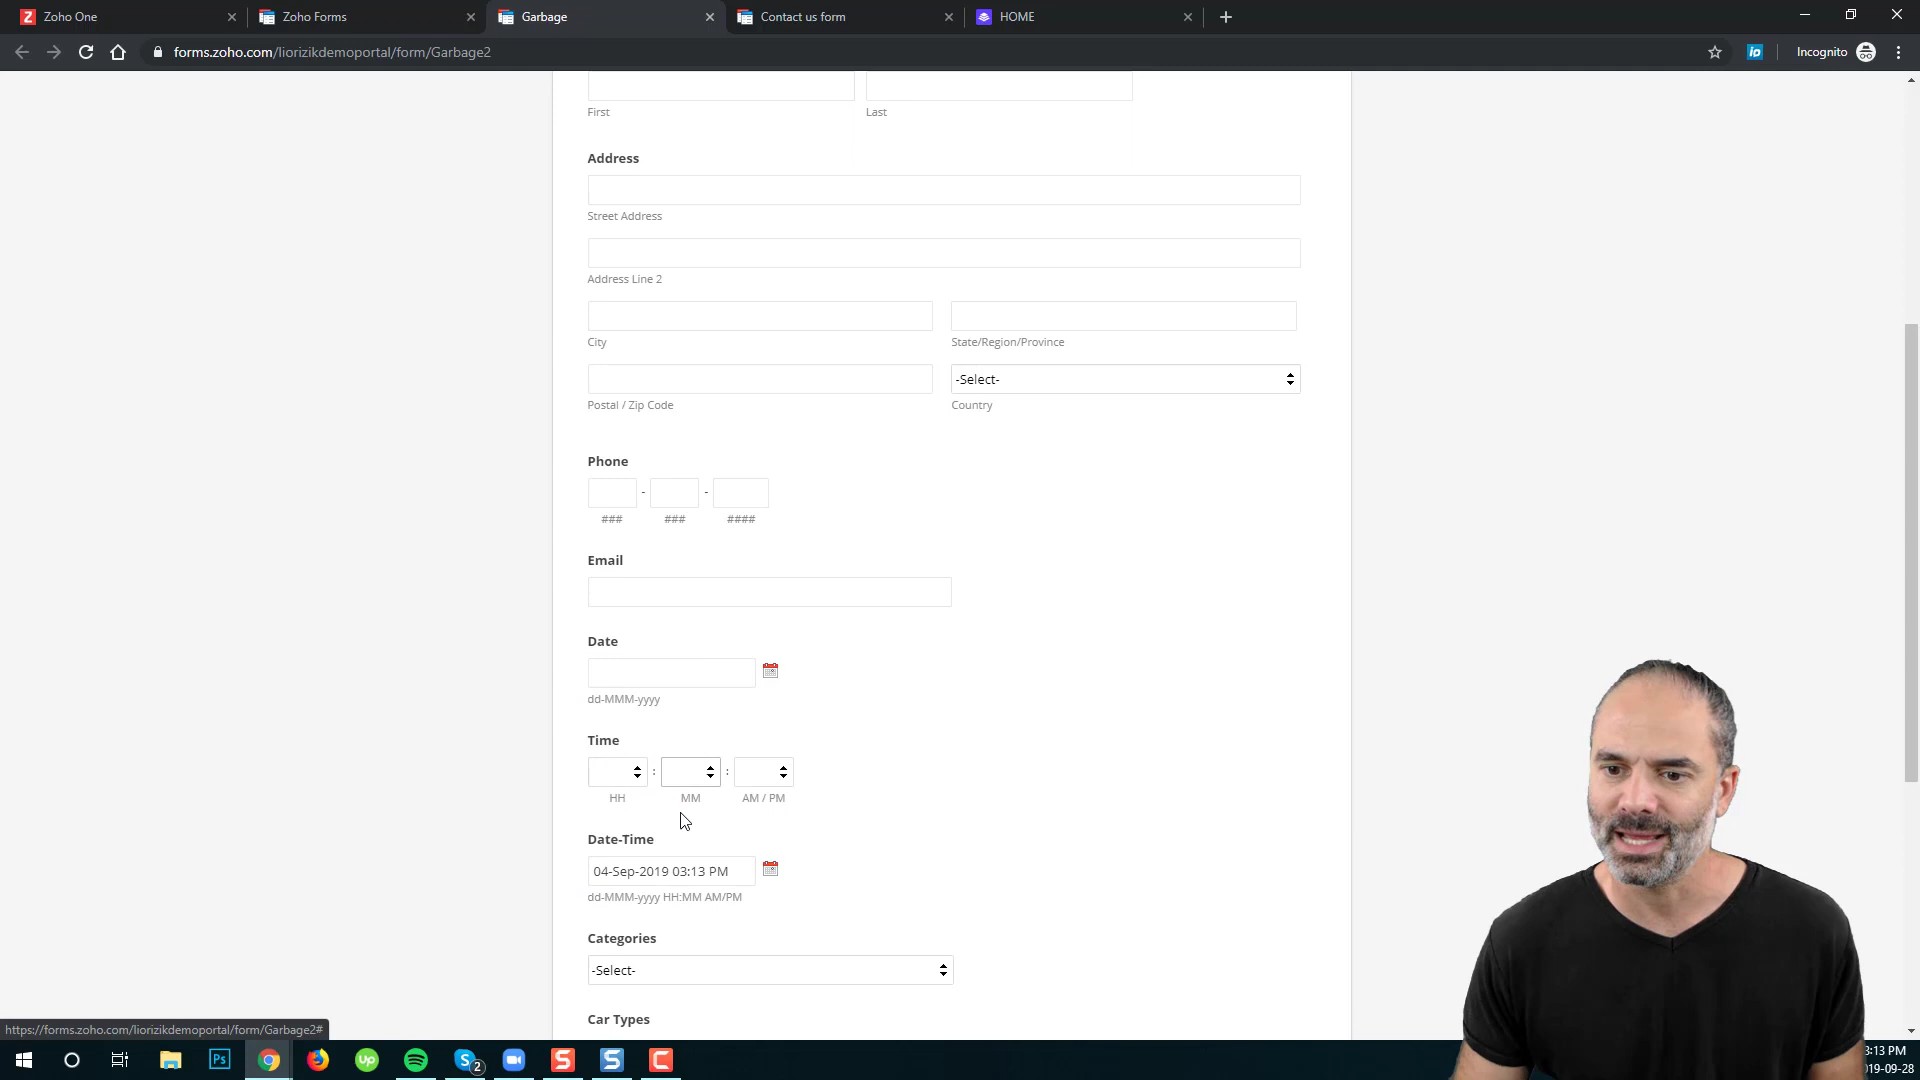 Zoho One
Zoho Forms
Garbage
Contact us form
HOME
forms.zoho.com/liorizikdemoportal/form/Garbage2
Incognito
First
Last
Address
Street Address
Address Line 2
City
State/Region/Province
-Select-
Postal / Zip Code
Country
Phone
- -
###
###
####
Email
Date
dd-MMM-yyyy
Time
: :
HH
MM
AM / PM
Date-Time
04-Sep-2019 03:13 PM
dd-MMM-yyyy HH:MM AM/PM
Categories
-Select-
Car Types
https://forms.zoho.com/liorizikdemoportal/form/Garbage2#
Ps
Up
S
2
S
S
C
3:13 PM
19-09-28